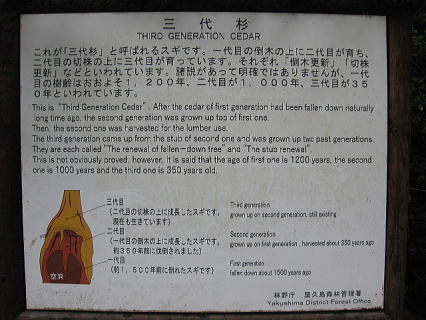 三代杉
THIRD GENERATION CEDAR
これが「三代杉」と呼ばれるスギです。一代目の倒木の上に二代目が育ち、
二代目の切株の上に三代目が育っています。それぞれ「倒木更新」「切株
更新」などといわれています。諸説があって明確ではありませんが、一代
目の樹齢はおおよそ１，２００年、二代目が１，０００年、三代目が３５
０年といわれています。
This is "Third Generation Cedar". After the cedar of first generation had been fallen down naturally
long time ago, the second generation was grown up top of first one.
Then, the second one was harvested for the lumber use.
The third generation came up from the stub of second one and was grown up two past generations.
They are each called "The renewal of fallen-down tree" and "The stub renewal".
This is not obviously proved, however, it is said that the age of first one is 1200 years, the second
one is 1000 years and the third one is 350 years old.
三代目
(二代目の切株の上に成長したスギです。
現在も生きています)
Third generation
grown up on second generation, still existing
二代目
(一代目の倒木の上に成長したスギです。
約３５０年前に伐倒されました)
Second generation
grown up on first generation, harvested about 350 years ago
一代目
(約１，５００年前に倒れたスギです)
First generation
fallen down about 1500 years ago
空洞
林野庁 屋久島森林管理署
Yakushima District Forest Office